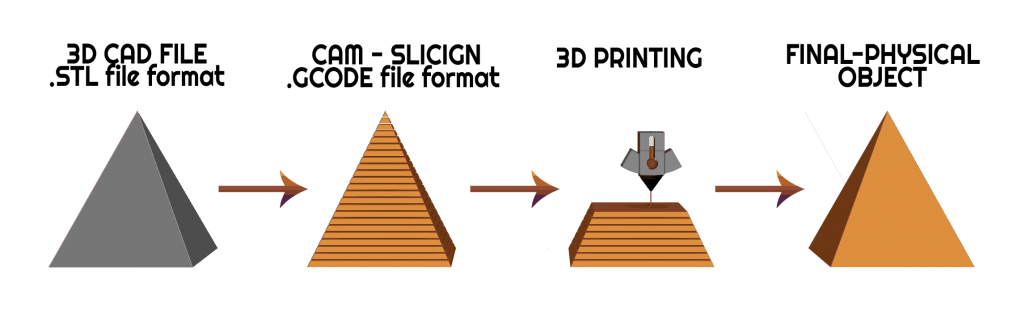 3D CAD FILE
.STL file format
CAM - SLICIGN
.GCODE file format
3D PRINTING
FINAL-PHYSICAL
OBJECT